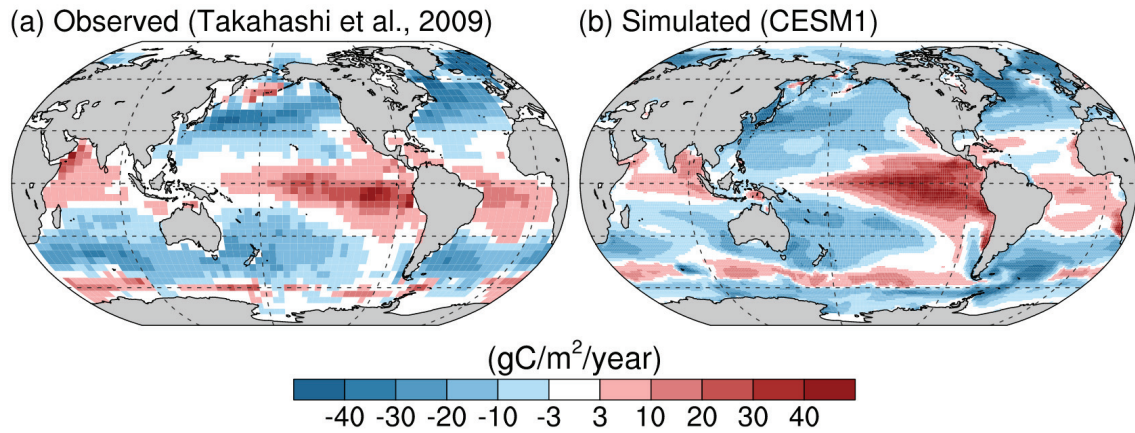 (a) Observed (Takahashi et al., 2009)
(b) Simulated (CESM1)
(gC/m²/year)
-40 -30 -20 -10 -3 3 10 20 30 40